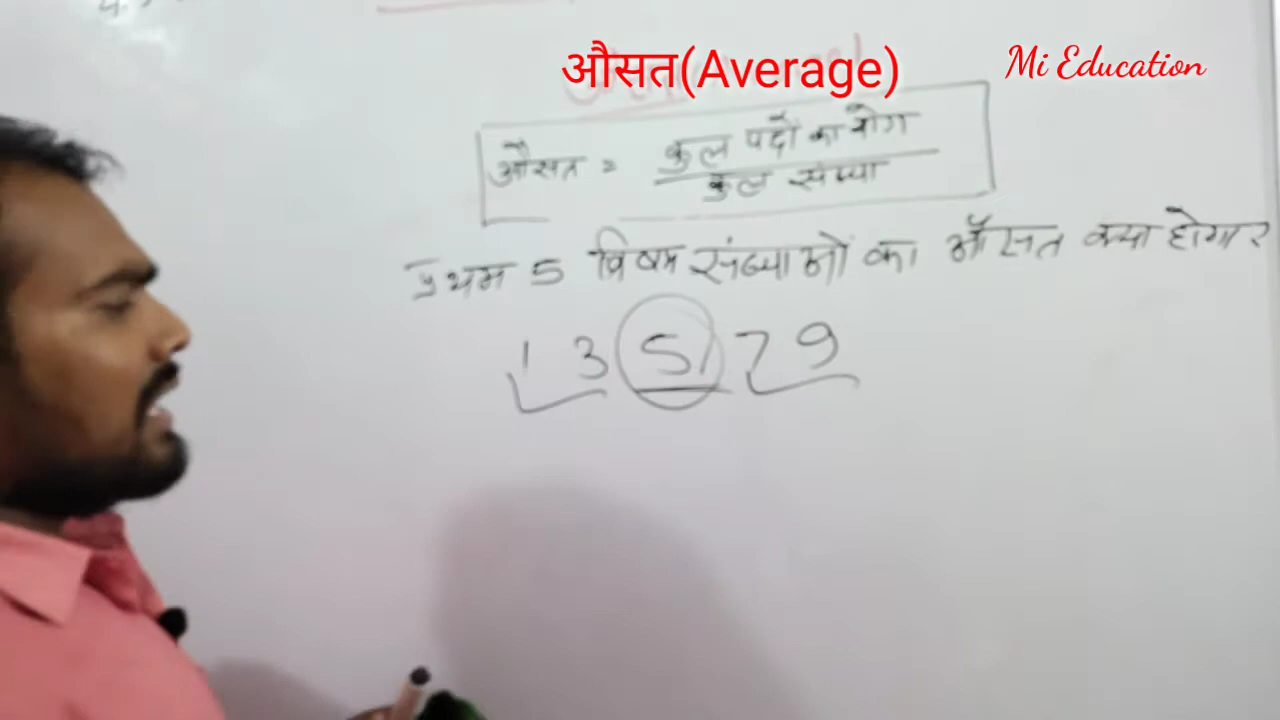 औसत(Average)
Mi Education
औसत = कुल पदों का योग
कुल संख्या
प्रथम 5 विषम संख्याओं का औसत क्या होगा?
1 3 5 7 9